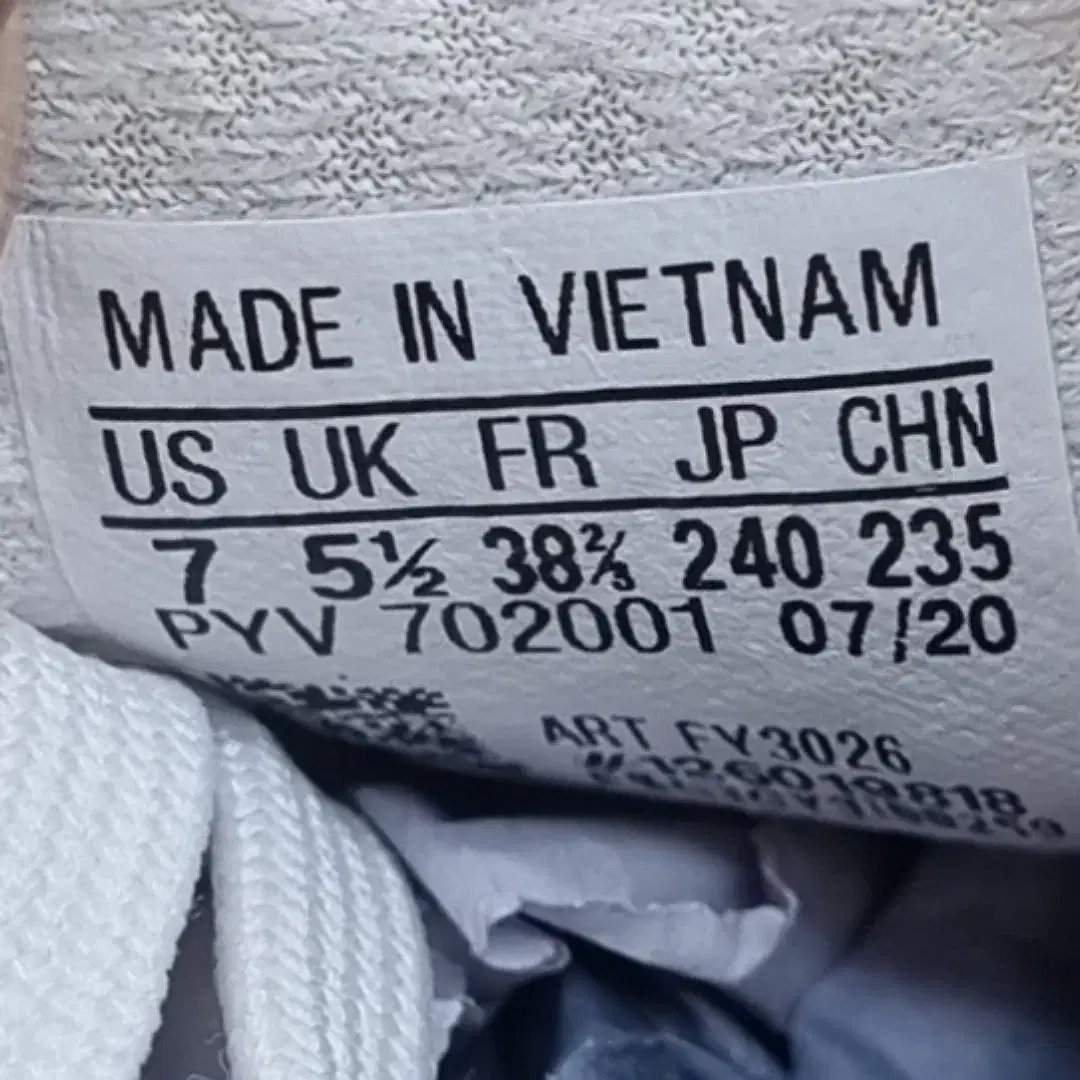 MADE IN VIETNAM
US UK FR JP CHN
7 5½ 38⅔ 240 235
PYV 702001 07/20
ART FY3026